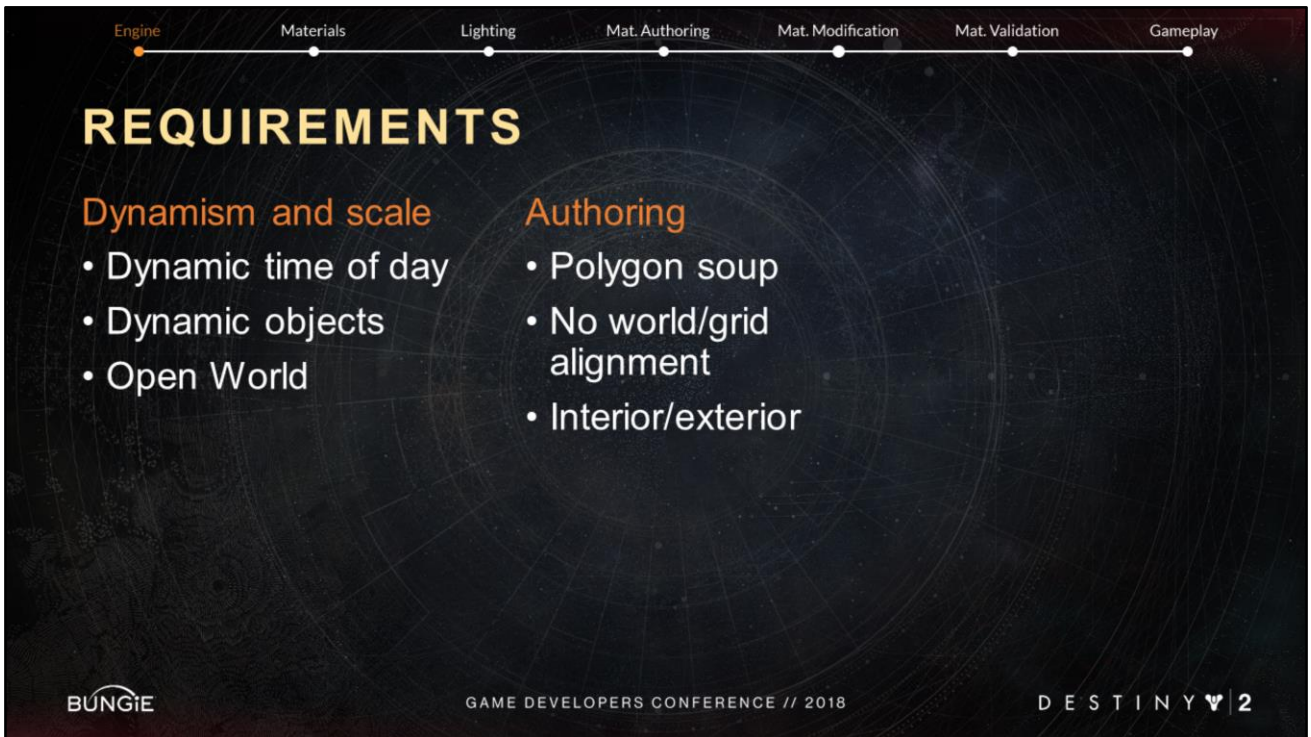 Engine
Materials
Lighting
Mat. Authoring
Mat. Modification
Mat. Validation
Gameplay
REQUIREMENTS
Dynamism and scale
• Dynamic time of day
• Dynamic objects
• Open World
Authoring
• Polygon soup
• No world/grid
alignment
• Interior/exterior
BUNGiE
GAME DEVELOPERS CONFERENCE // 2018
DESTINY 2